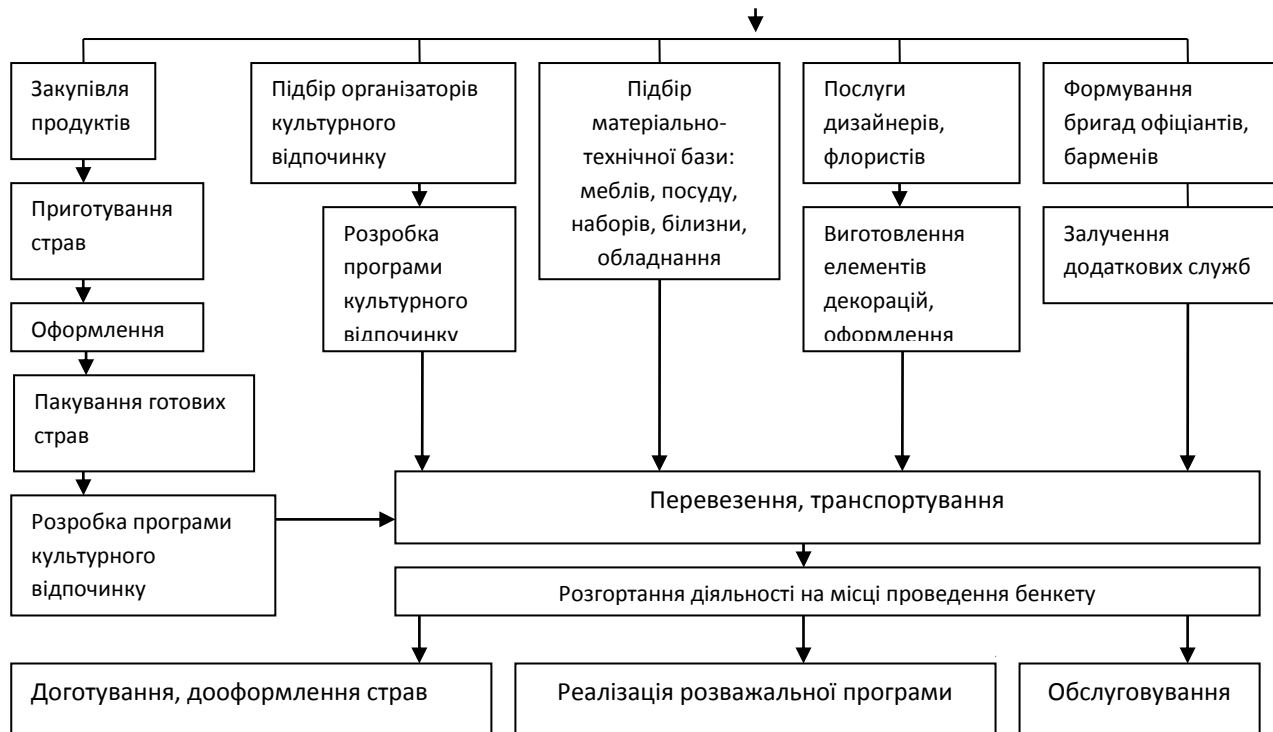 Закупівля
продуктів
Приготування
страв
Оформлення
Пакування готових
страв
Розробка програми
культурного
відпочинку
Підбір організаторів
культурного
відпочинку
Розробка
програми
культурного
відпочинку
Підбір
матеріально-
технічної бази:
меблів, посуду,
наборів, білизни,
обладнання
Послуги
дизайнерів,
флористів
Виготовлення
елементів
декорацій,
оформлення
Формування
бригад офіціантів,
барменів
Залучення
додаткових служб
Перевезення, транспортування
Розгортання діяльності на місці проведення бенкету
Доготування, дооформлення страв
Реалізація розважальної програми
Обслуговування